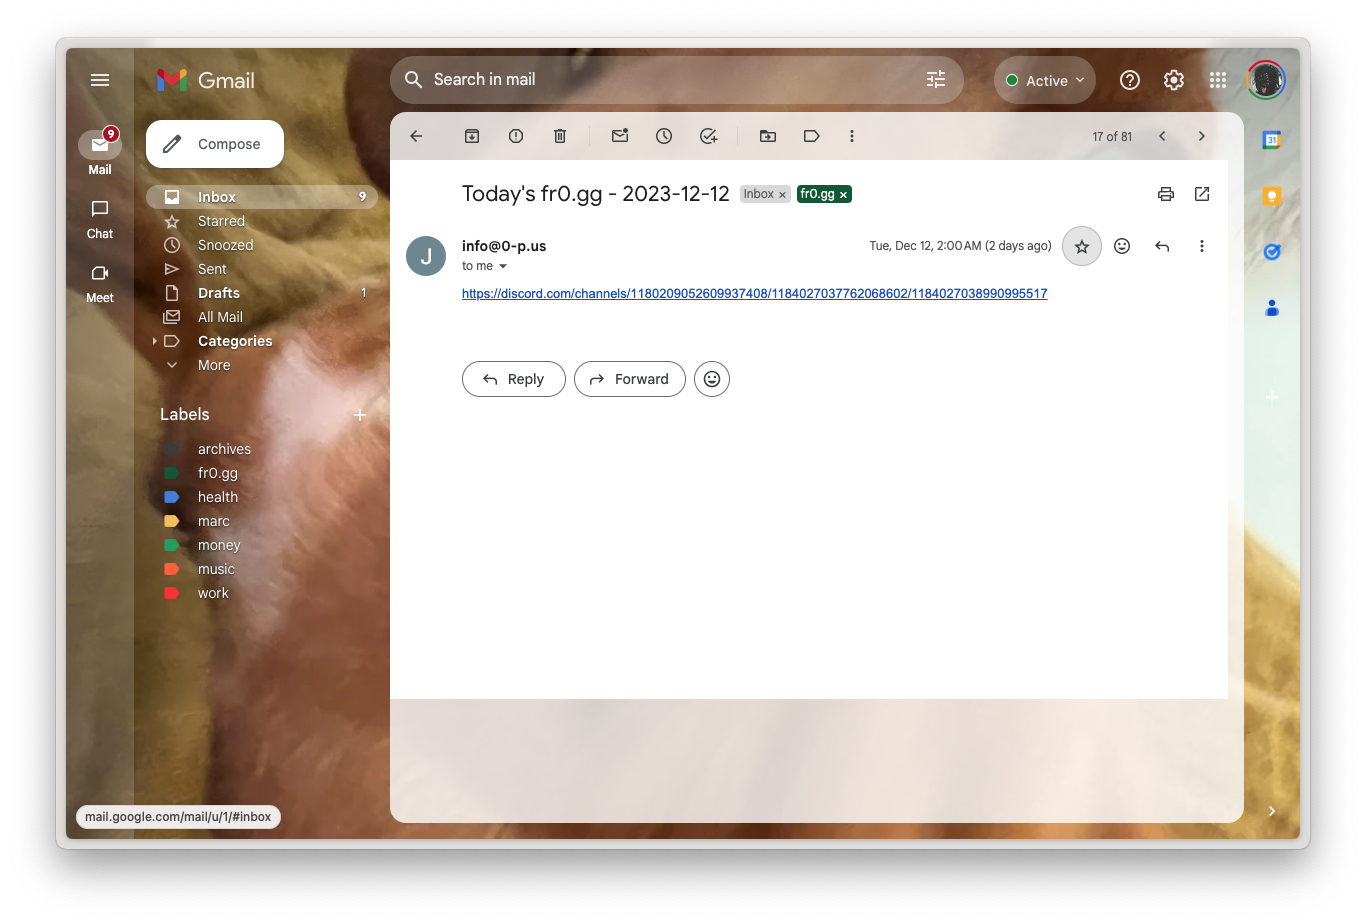 Gmail
Search in mail
Active
9
Mail
Chat
Meet
Compose
Inbox 9
Starred
Snoozed
Sent
Drafts 1
All Mail
Categories
More
Labels
archives
fr0.gg
health
marc
money
music
work
17 of 81
Today's fr0.gg - 2023-12-12 Inbox × fr0.gg ×
J
info@0-p.us
Tue, Dec 12, 2:00 AM (2 days ago)
to me
https://discord.com/channels/1180209052609937408/1184027037762068602/1184027038990995517
Reply
Forward
31
mail.google.com/mail/u/1/#inbox